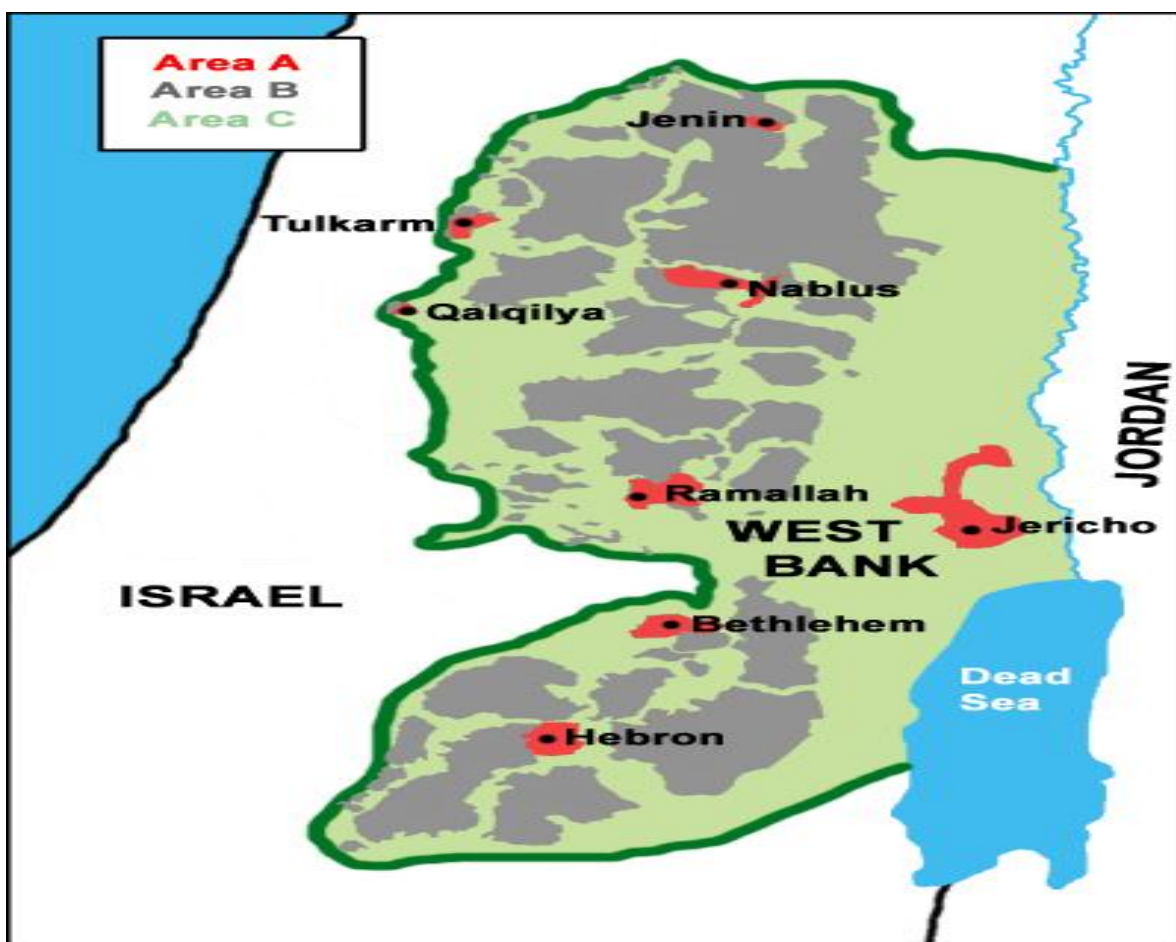 Area A
Area B
Area C
Jenin
Tulkarm
Nablus
Qalqilya
JORDAN
Ramallah
Jericho
WEST
BANK
ISRAEL
Bethlehem
Dead
Sea
Hebron